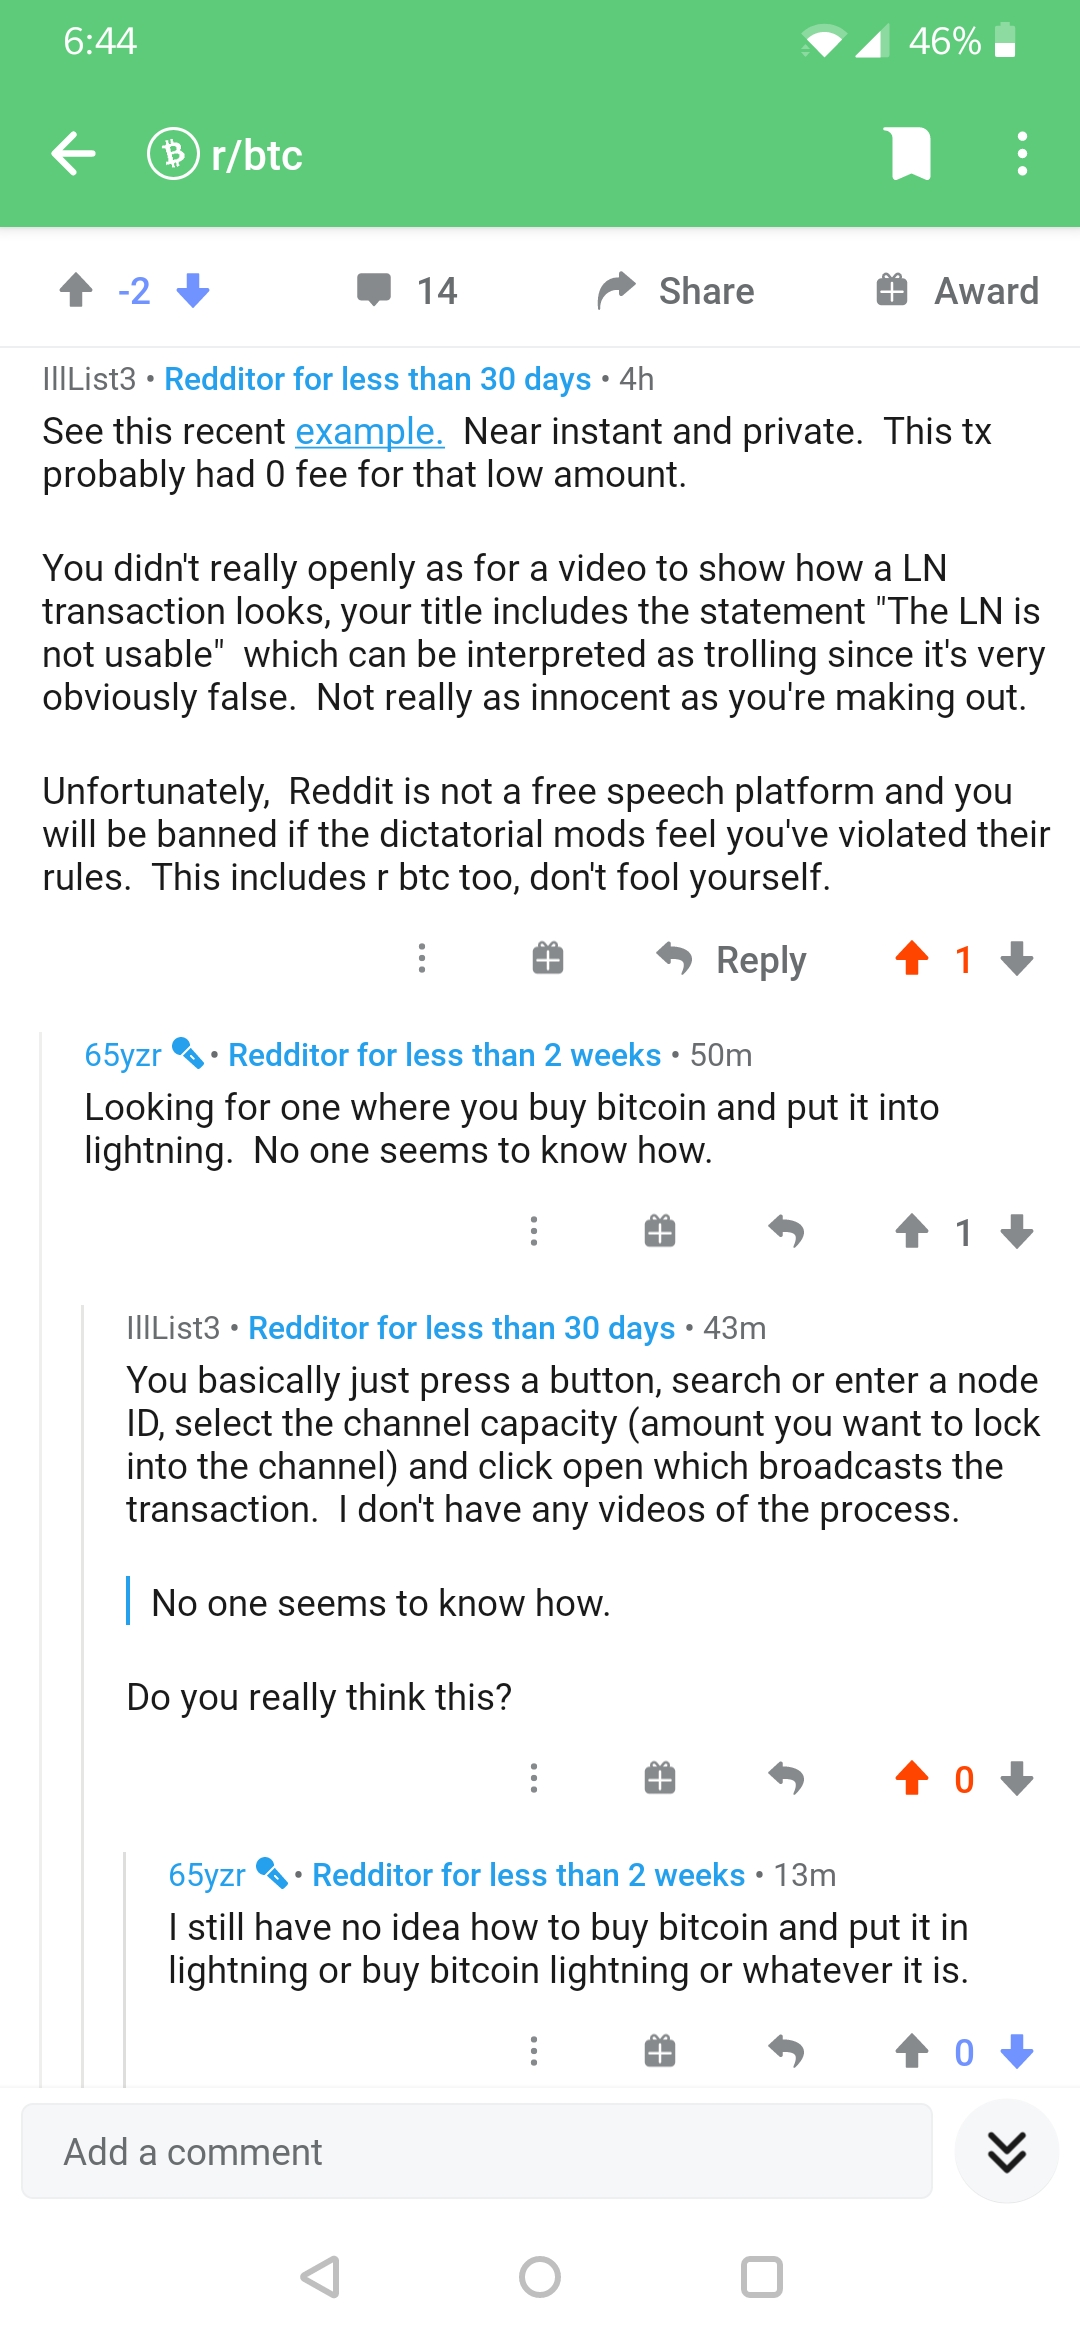 6:44
46%
r/btc
-2
14
Share
Award
IllList3 • Redditor for less than 30 days • 4h
See this recent example.  Near instant and private.  This tx
probably had 0 fee for that low amount.
You didn't really openly as for a video to show how a LN
transaction looks, your title includes the statement "The LN is
not usable"  which can be interpreted as trolling since it's very
obviously false.  Not really as innocent as you're making out.
Unfortunately,  Reddit is not a free speech platform and you
will be banned if the dictatorial mods feel you've violated their
rules.  This includes r btc too, don't fool yourself.
Reply
1
65yzr • Redditor for less than 2 weeks • 50m
Looking for one where you buy bitcoin and put it into
lightning.  No one seems to know how.
1
IllList3 • Redditor for less than 30 days • 43m
You basically just press a button, search or enter a node
ID, select the channel capacity (amount you want to lock
into the channel) and click open which broadcasts the
transaction.  I don't have any videos of the process.
No one seems to know how.
Do you really think this?
0
65yzr • Redditor for less than 2 weeks • 13m
I still have no idea how to buy bitcoin and put it in
lightning or buy bitcoin lightning or whatever it is.
0
Add a comment